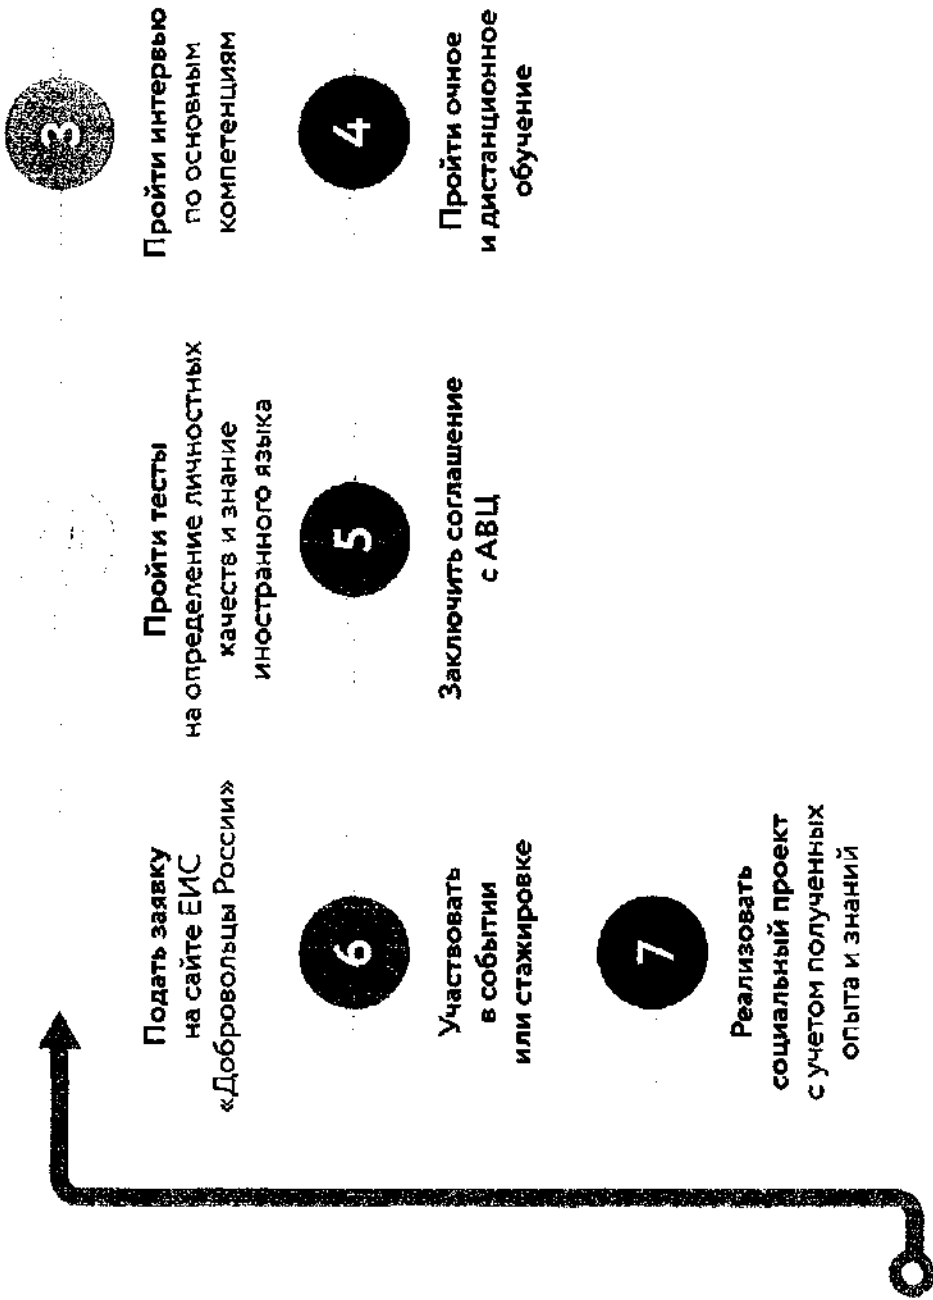 Подать заявку
на сайте ЕИС
«Добровольцы России»
Пройти тесты
на определение личностных
качеств и знание
иностранного языка
3
Пройти интервью
по основным
компетенциям
4
Пройти очное
и дистанционное
обучение
5
Заключить соглашение
с АВЦ
6
Участвовать
в событии
или стажировке
7
Реализовать
социальный проект
с учетом полученных
опыта и знаний